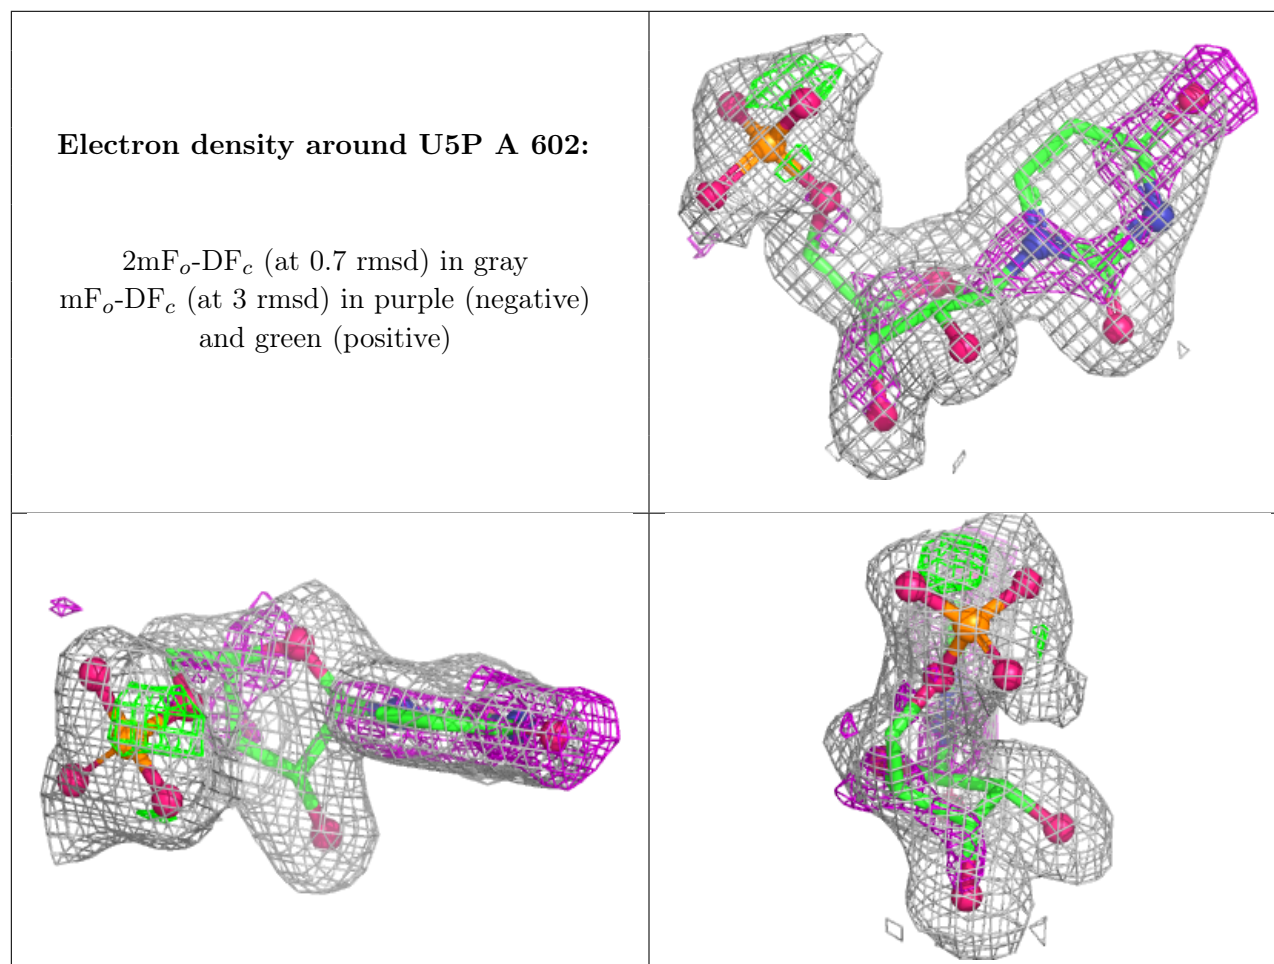 Electron density around U5P A 602:
2mFo-DFc (at 0.7 rmsd) in gray
mFo-DFc (at 3 rmsd) in purple (negative)
and green (positive)